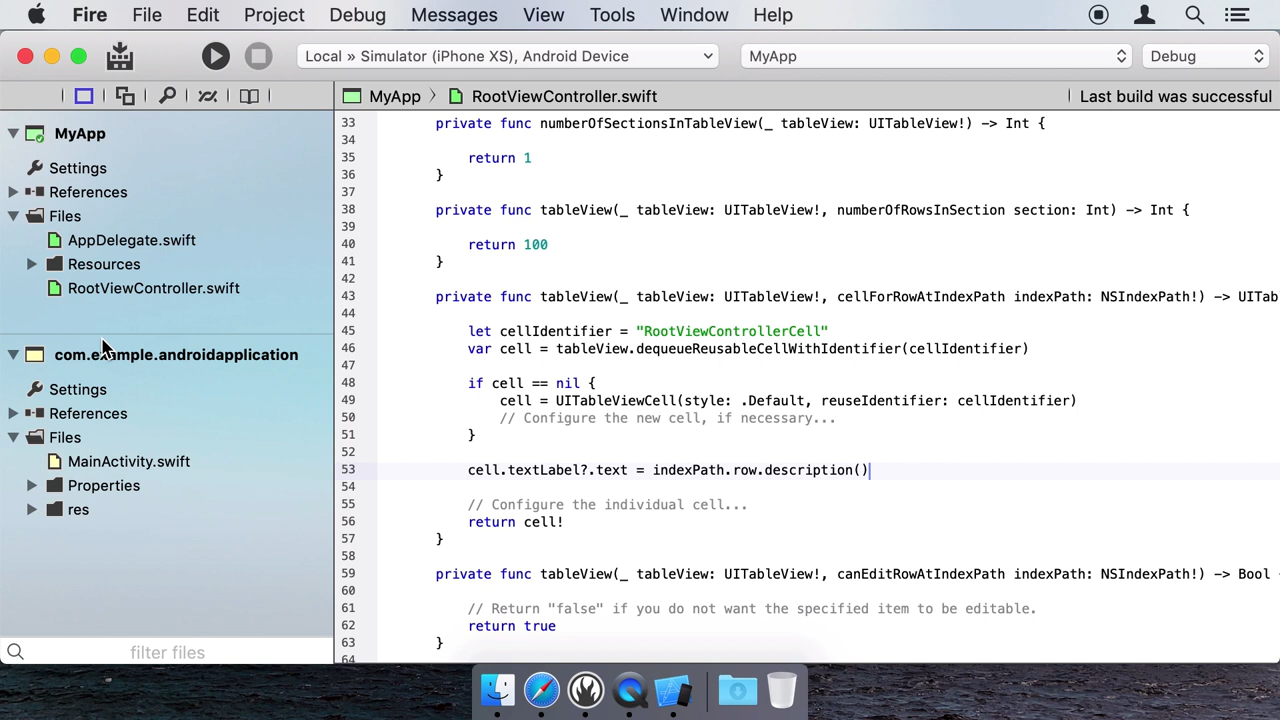 Fire File Edit Project Debug Messages View Tools Window Help
Local » Simulator (iPhone XS), Android Device MyApp Debug
MyApp 〉 RootViewController.swift Last build was successful
MyApp
Settings
References
Files
AppDelegate.swift
Resources
RootViewController.swift
com.example.androidapplication
Settings
References
Files
MainActivity.swift
Properties
res
filter files
33 private func numberOfSectionsInTableView(_ tableView: UITableView!) -> Int {
34
35 return 1
36 }
37
38 private func tableView(_ tableView: UITableView!, numberOfRowsInSection section: Int) -> Int {
39
40 return 100
41 }
42
43 private func tableView(_ tableView: UITableView!, cellForRowAtIndexPath indexPath: NSIndexPath!) -> UITab
44
45 let cellIdentifier = "RootViewControllerCell"
46 var cell = tableView.dequeueReusableCellWithIdentifier(cellIdentifier)
47
48 if cell == nil {
49 cell = UITableViewCell(style: .Default, reuseIdentifier: cellIdentifier)
50 // Configure the new cell, if necessary...
51 }
52
53 cell.textLabel?.text = indexPath.row.description()
54
55 // Configure the individual cell...
56 return cell!
57 }
58
59 private func tableView(_ tableView: UITableView!, canEditRowAtIndexPath indexPath: NSIndexPath!) -> Bool
60
61 // Return "false" if you do not want the specified item to be editable.
62 return true
63 }
64